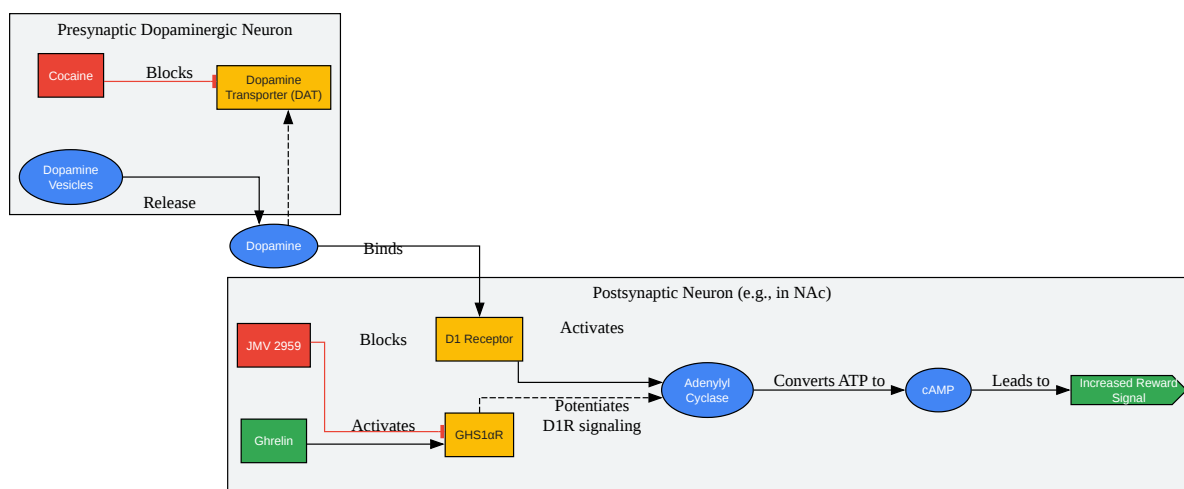 Presynaptic Dopaminergic Neuron
Cocaine
Blocks
Dopamine
Transporter (DAT)
Dopamine
Vesicles
Release
Dopamine
Binds
Postsynaptic Neuron (e.g., in NAc)
JMV 2959
Blocks
D1 Receptor
Activates
Adenylyl
Cyclase
Converts ATP to
cAMP
Leads to
Increased Reward
Signal
Potentiates
D1R signaling
Ghrelin
Activates
GHS1αR